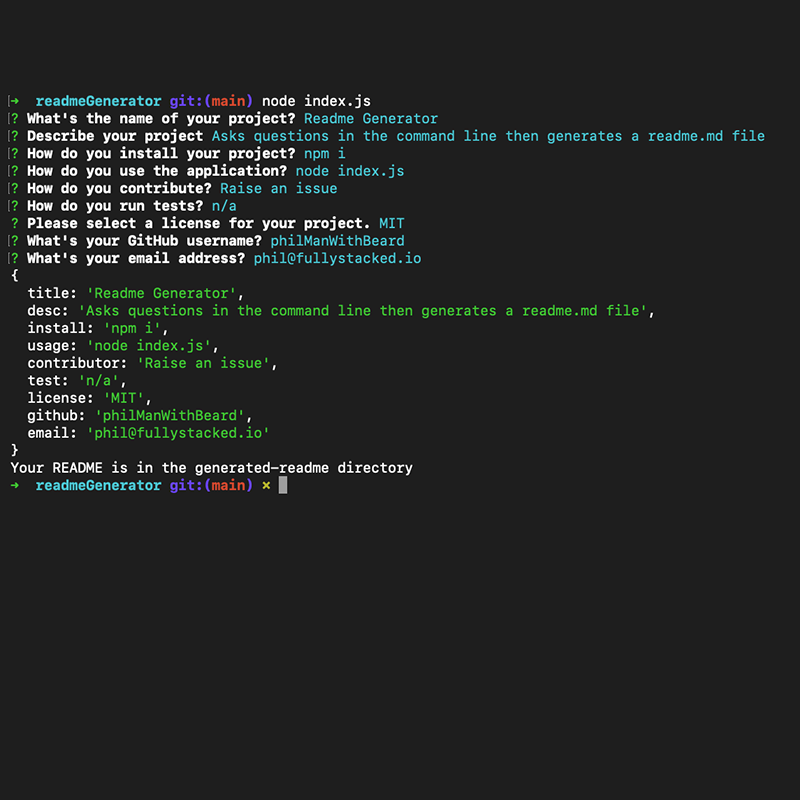 ➜  readmeGenerator git:(main) node index.js
? What's the name of your project? Readme Generator
? Describe your project Asks questions in the command line then generates a readme.md file
? How do you install your project? npm i
? How do you use the application? node index.js
? How do you contribute? Raise an issue
? How do you run tests? n/a
? Please select a license for your project. MIT
? What's your GitHub username? philManWithBeard
? What's your email address? phil@fullystacked.io
{
  title: 'Readme Generator',
  desc: 'Asks questions in the command line then generates a readme.md file',
  install: 'npm i',
  usage: 'node index.js',
  contributor: 'Raise an issue',
  test: 'n/a',
  license: 'MIT',
  github: 'philManWithBeard',
  email: 'phil@fullystacked.io'
}
Your README is in the generated-readme directory
➜  readmeGenerator git:(main) ✗